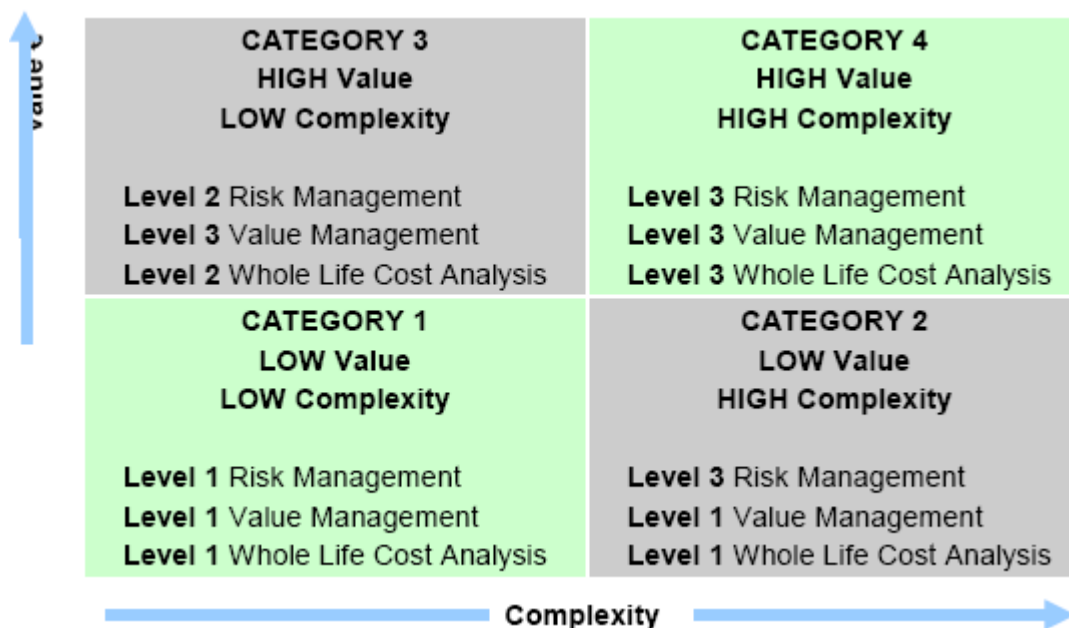 CATEGORY 3
HIGH Value
LOW Complexity
Level 2 Risk Management
Level 3 Value Management
Level 2 Whole Life Cost Analysis
CATEGORY 4
HIGH Value
HIGH Complexity
Level 3 Risk Management
Level 3 Value Management
Level 3 Whole Life Cost Analysis
CATEGORY 1
LOW Value
LOW Complexity
Level 1 Risk Management
Level 1 Value Management
Level 1 Whole Life Cost Analysis
CATEGORY 2
LOW Value
HIGH Complexity
Level 3 Risk Management
Level 1 Value Management
Level 1 Whole Life Cost Analysis
Complexity